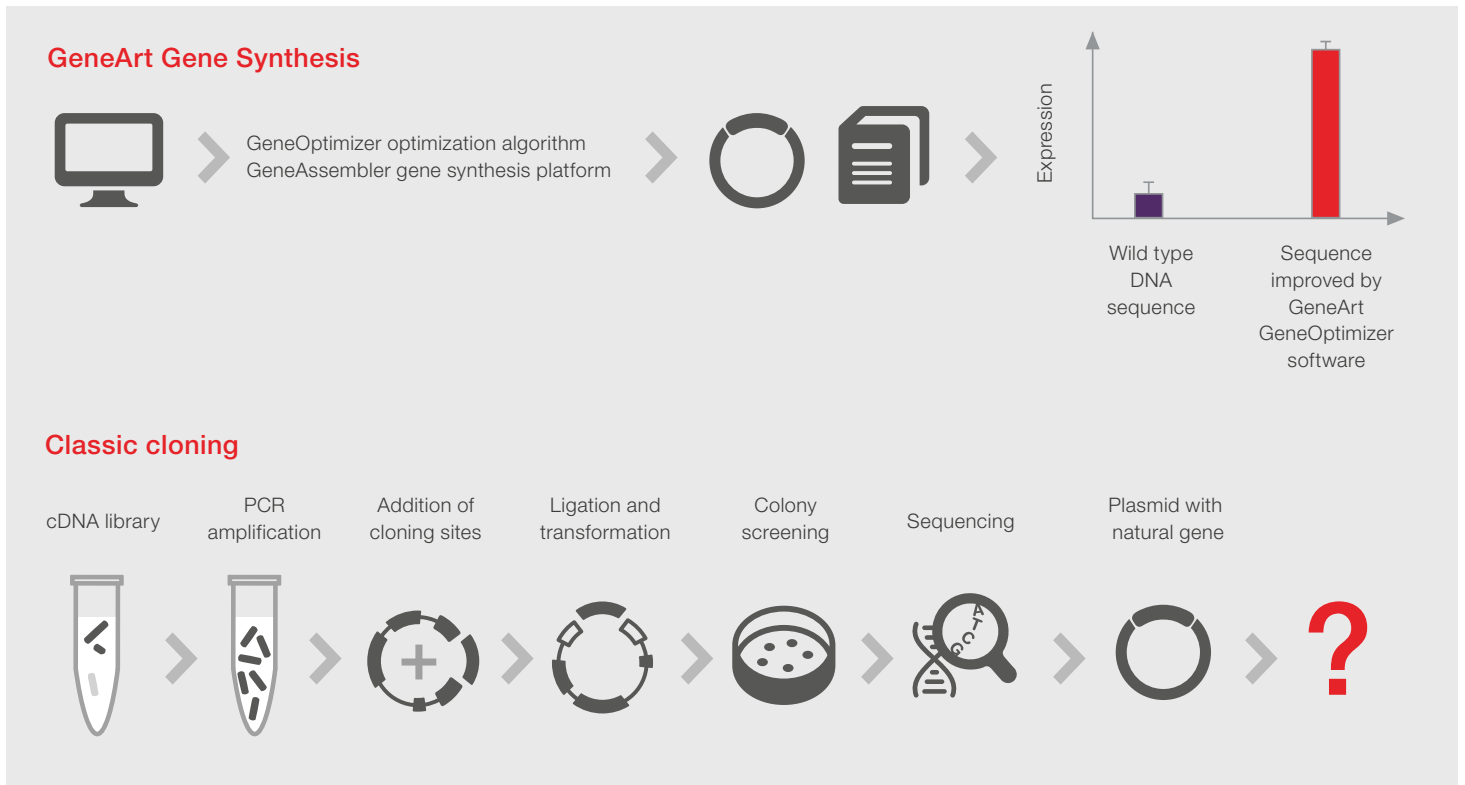 GeneArt Gene Synthesis
GeneOptimizer optimization algorithm
GeneAssembler gene synthesis platform
Expression
Wild type
DNA
sequence
Sequence
improved by
GeneArt
GeneOptimizer
software
Classic cloning
cDNA library
PCR
amplification
Addition of
cloning sites
Ligation and
transformation
Colony
screening
Sequencing
Plasmid with
natural gene
A
T
C
G
?